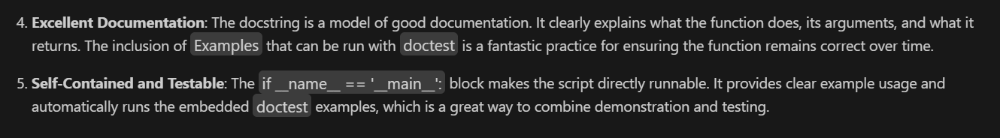 4. Excellent Documentation: The docstring is a model of good documentation. It clearly explains what the function does, its arguments, and what it
returns. The inclusion of Examples that can be run with doctest is a fantastic practice for ensuring the function remains correct over time.
5. Self-Contained and Testable: The if __name__ == '__main__': block makes the script directly runnable. It provides clear example usage and
automatically runs the embedded doctest examples, which is a great way to combine demonstration and testing.